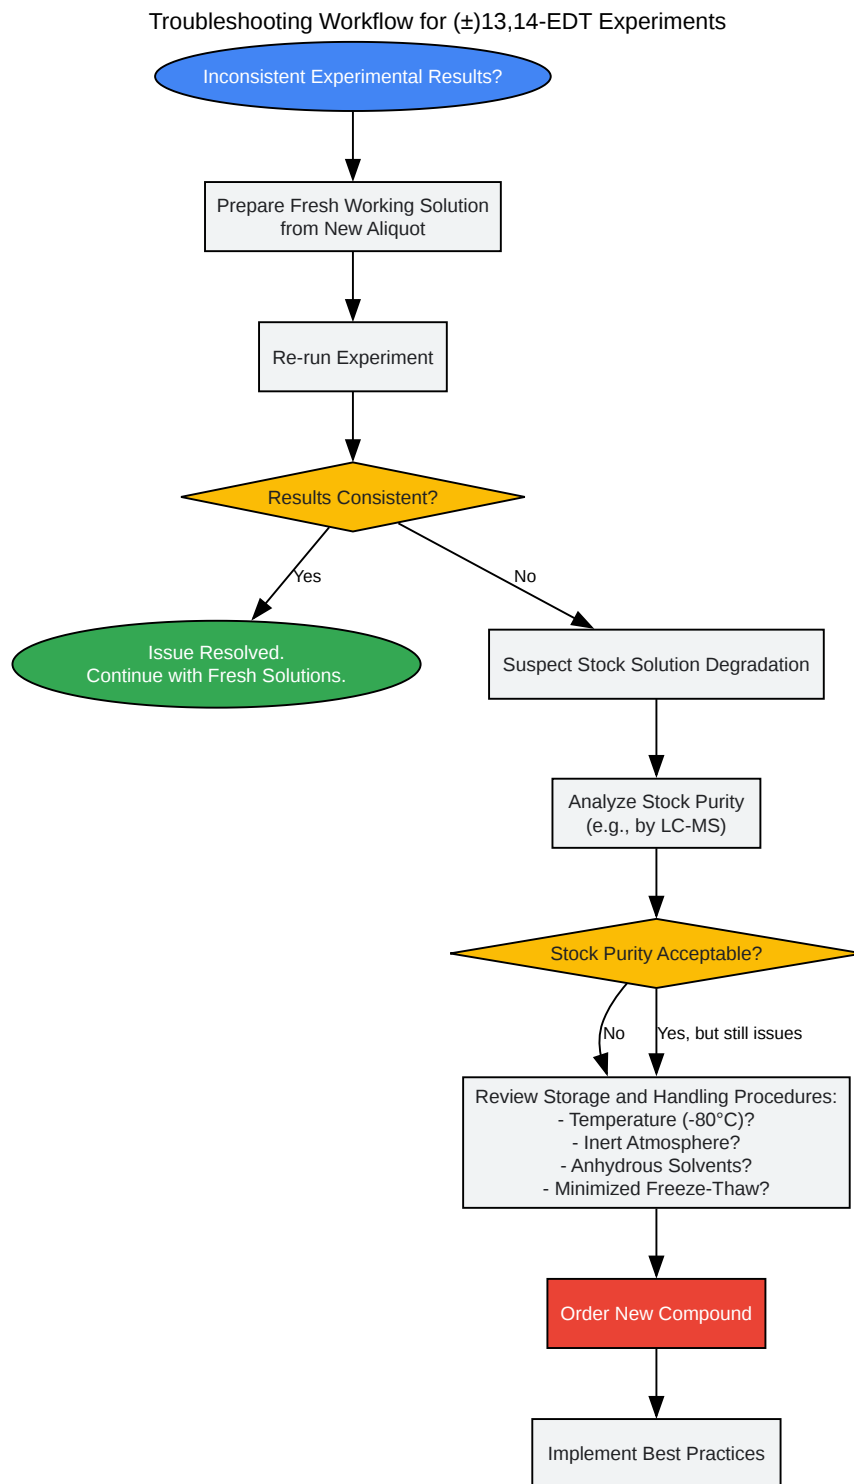 Troubleshooting Workflow for (±)13,14-EDT Experiments
Inconsistent Experimental Results?
Prepare Fresh Working Solution
from New Aliquot
Re-run Experiment
Results Consistent?
Yes
No
Issue Resolved.
Continue with Fresh Solutions.
Suspect Stock Solution Degradation
Analyze Stock Purity
(e.g., by LC-MS)
Stock Purity Acceptable?
No
Yes, but still issues
Review Storage and Handling Procedures:
- Temperature (-80°C)?
- Inert Atmosphere?
- Anhydrous Solvents?
- Minimized Freeze-Thaw?
Order New Compound
Implement Best Practices